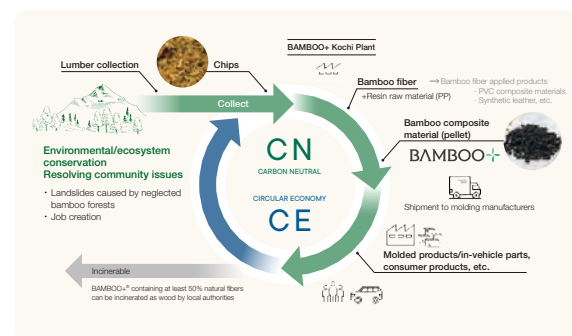 BAMBOO+ Kochi Plant
Lumber collection
Chips
Collect
Bamboo fiber
+Resin raw material (PP)
→Bamboo fiber applied products
· PVC composite materials
· Synthetic leather, etc.
Bamboo composite
material (pellet)
BAMBOO+
Shipment to molding manufacturers
Molded products/in-vehicle parts,
consumer products, etc.
CN
CARBON NEUTRAL
CIRCULAR ECONOMY
CE
Environmental/ecosystem
conservation
Resolving community issues
・Landslides caused by neglected
bamboo forests
・Job creation
Incinerable
BAMBOO+® containing at least 50% natural fibers
can be incinerated as wood by local authorities